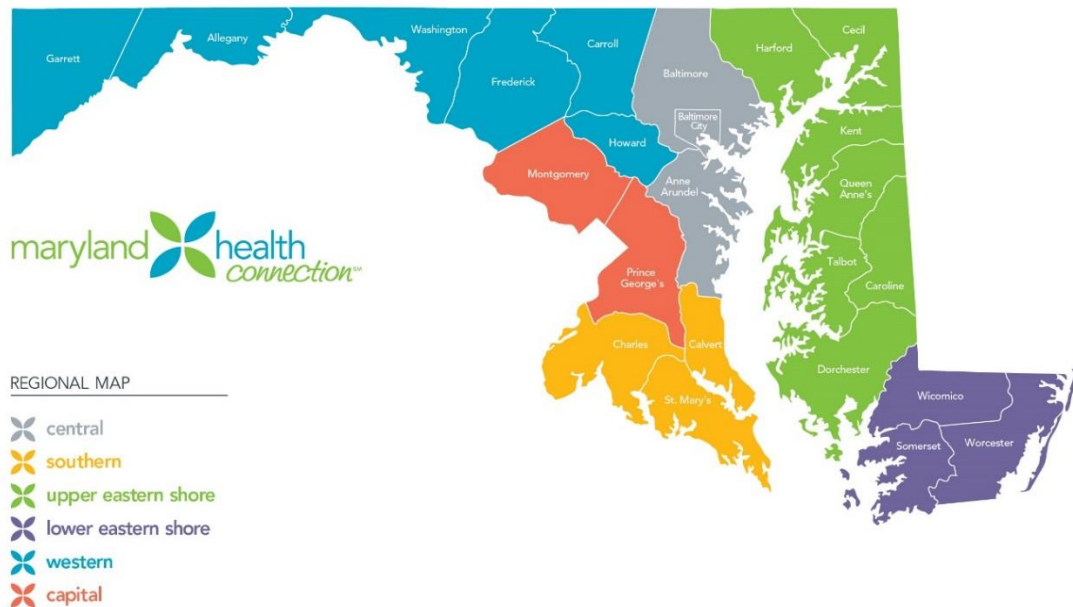 Garrett
Allegany
Washington
Frederick
Carroll
Howard
Baltimore
Baltimore
City
Anne
Arundel
Harford
Cecil
Kent
Queen
Anne's
Talbot
Caroline
Dorchester
Montgomery
Prince
George's
Charles
Calvert
St. Mary's
Wicomico
Somerset
Worcester
maryland health
connection℠
REGIONAL MAP
central
southern
upper eastern shore
lower eastern shore
western
capital